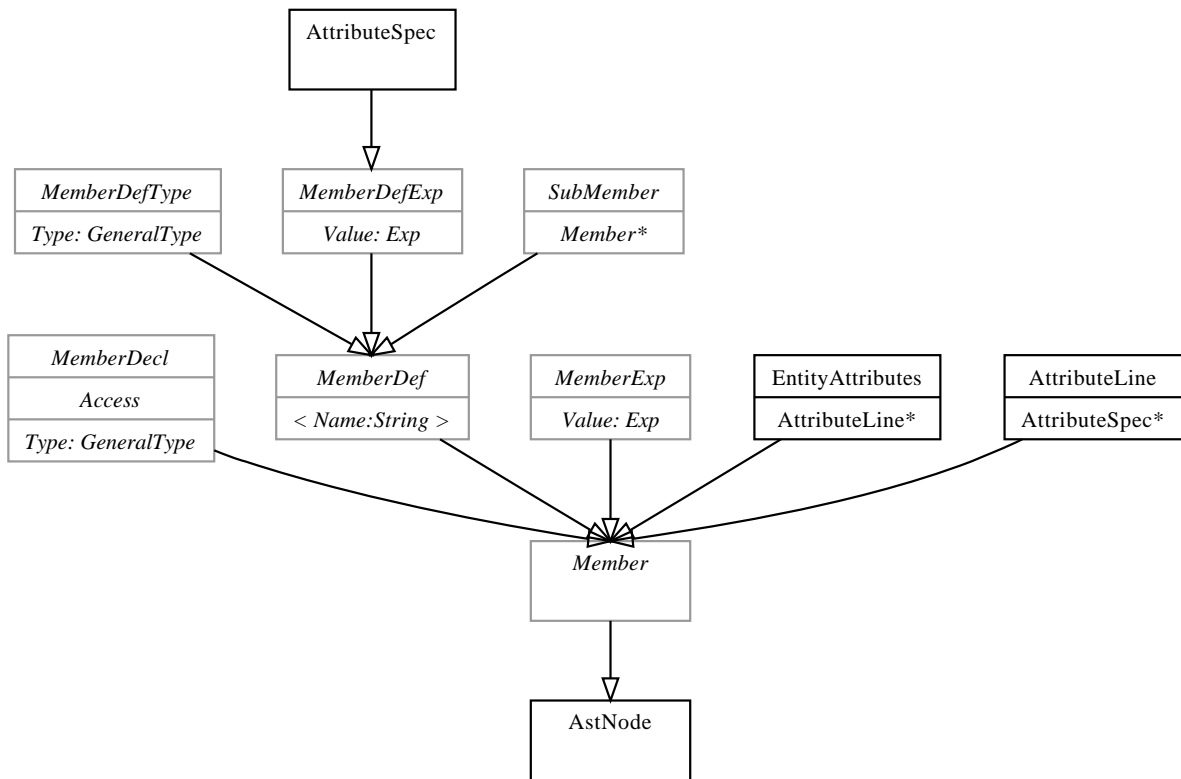 AttributeSpec
MemberDefType
Type: GeneralType
MemberDefExp
Value: Exp
SubMember
Member*
MemberDecl
Access
Type: GeneralType
MemberDef
< Name:String >
MemberExp
Value: Exp
EntityAttributes
AttributeLine*
AttributeLine
AttributeSpec*
Member
AstNode